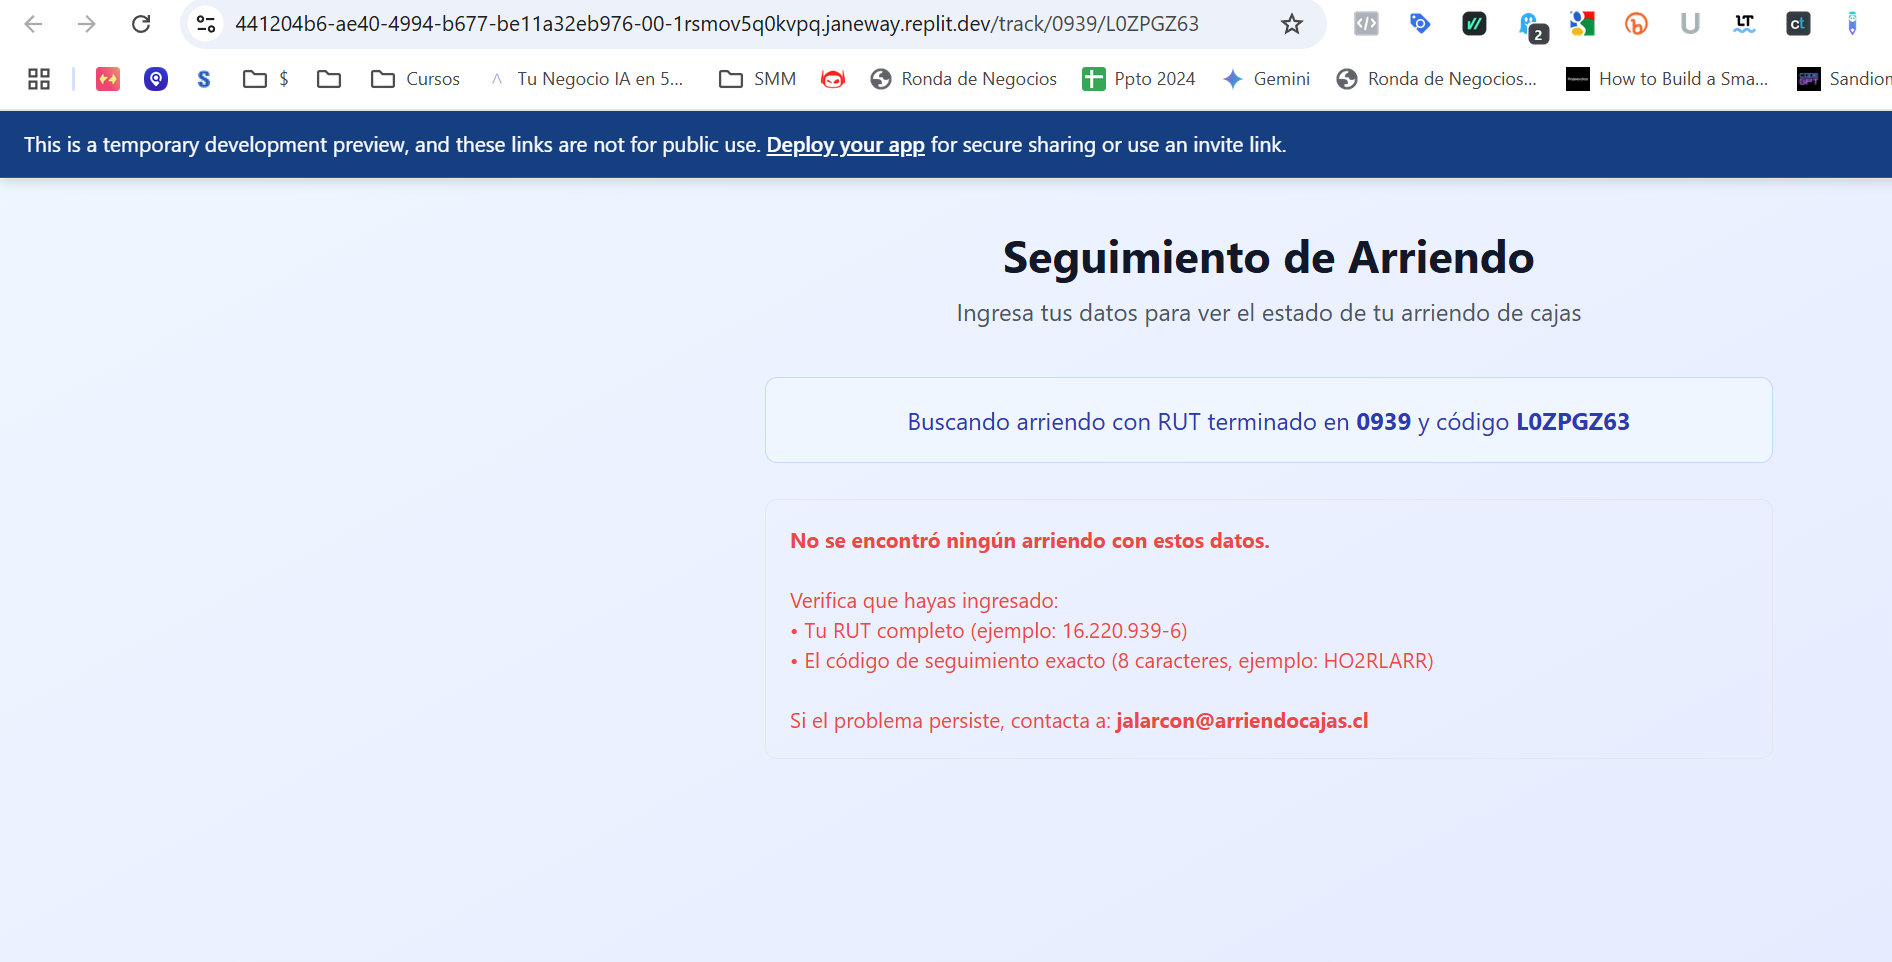 441204b6-ae40-4994-b677-be11a32eb976-00-1rsmov5q0kvpq.janeway.replit.dev/track/0939/L0ZPGZ63
</>
2
U
LT
ct
S
$
Cursos
Tu Negocio IA en 5...
SMM
Ronda de Negocios
Ppto 2024
Gemini
Ronda de Negocios...
How to Build a Sma...
CODE GPT
Sandion
This is a temporary development preview, and these links are not for public use. Deploy your app for secure sharing or use an invite link.
Seguimiento de Arriendo
Ingresa tus datos para ver el estado de tu arriendo de cajas
Buscando arriendo con RUT terminado en 0939 y código L0ZPGZ63
No se encontró ningún arriendo con estos datos.
Verifica que hayas ingresado:
• Tu RUT completo (ejemplo: 16.220.939-6)
• El código de seguimiento exacto (8 caracteres, ejemplo: HO2RLARR)
Si el problema persiste, contacta a: jalarcon@arriendocajas.cl